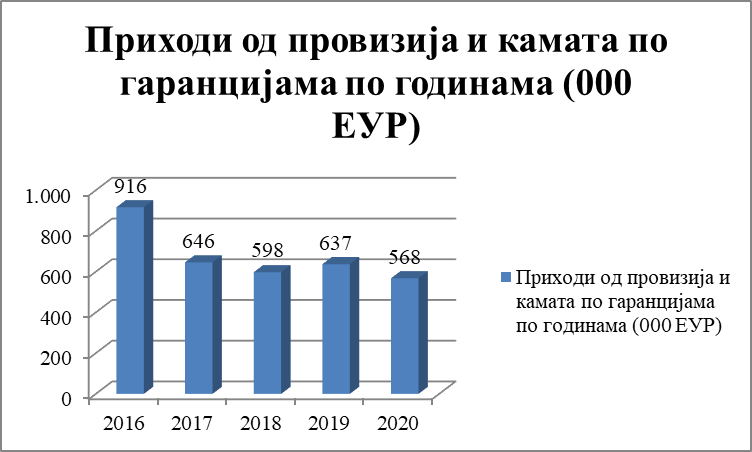 Приходи од провизија и камата по
гаранцијама по годинама (000
ЕУР)
1.000
800
600
400
200
0
916
646
598
637
568
2016
2017
2018
2019
2020
Приходи од провизија и
камата по гаранцијама
по годинама (000 ЕУР)